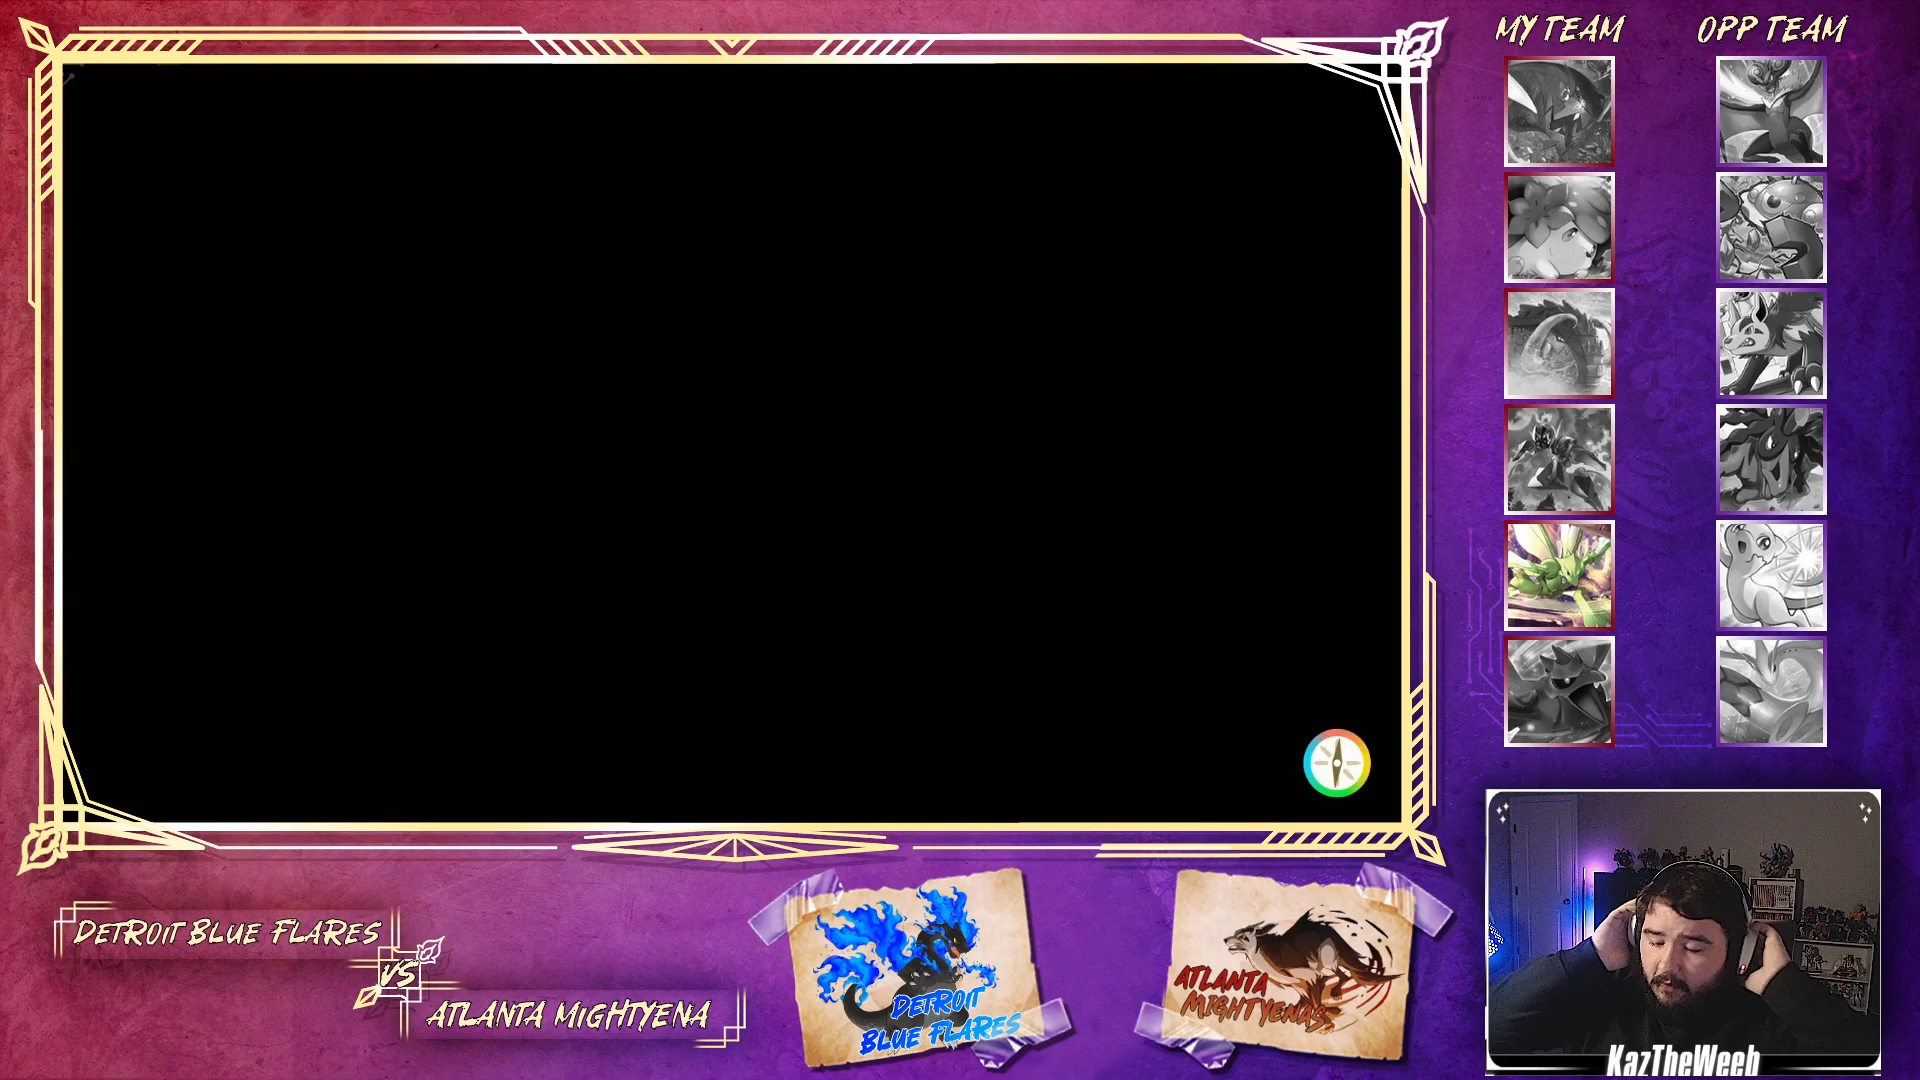 MY TEAM
OPP TEAM
DETROIT BLUE FLARES
VS
ATLANTA MIGHTYENA
DETROIT
BLUE FLARES
ATLANTA
MIGHTYENAS
KazTheWeeb